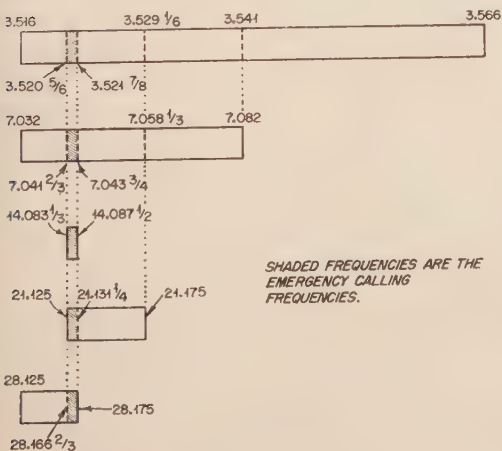 3.516 3.529 1/6 3.541 3.566
3.520 5/6 3.521 7/8
7.032 7.058 1/3 7.082
7.041 2/3 7.043 3/4
14.083 1/3 14.087 1/2
SHADED FREQUENCIES ARE THE
EMERGENCY CALLING
FREQUENCIES.
21.125 21.131 1/4 21.175
28.125
28.175
28.166 2/3